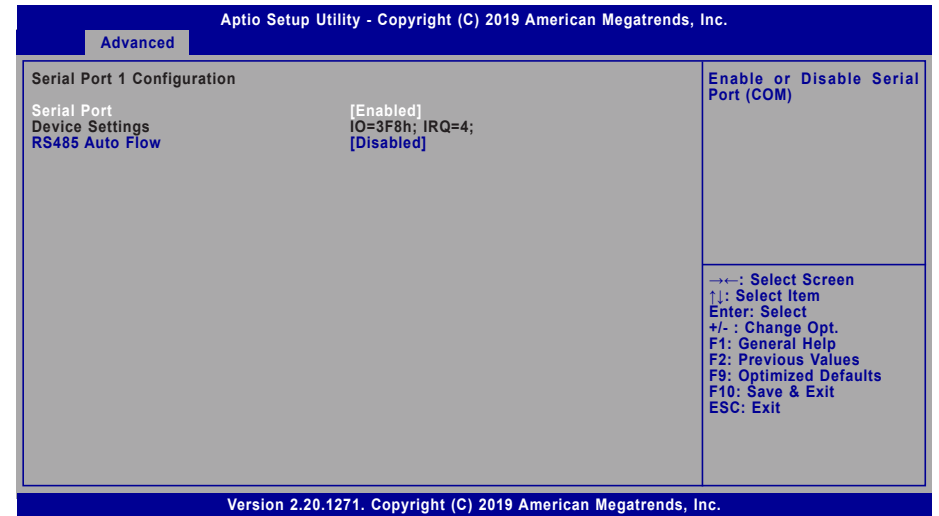 Aptio Setup Utility - Copyright (C) 2019 American Megatrends, Inc.
Advanced
Serial Port 1 Configuration
Serial Port [Enabled]
Device Settings IO=3F8h; IRQ=4;
RS485 Auto Flow [Disabled]
Enable or Disable Serial
Port (COM)
→←: Select Screen
↑↓: Select Item
Enter: Select
+/- : Change Opt.
F1: General Help
F2: Previous Values
F9: Optimized Defaults
F10: Save & Exit
ESC: Exit
Version 2.20.1271. Copyright (C) 2019 American Megatrends, Inc.